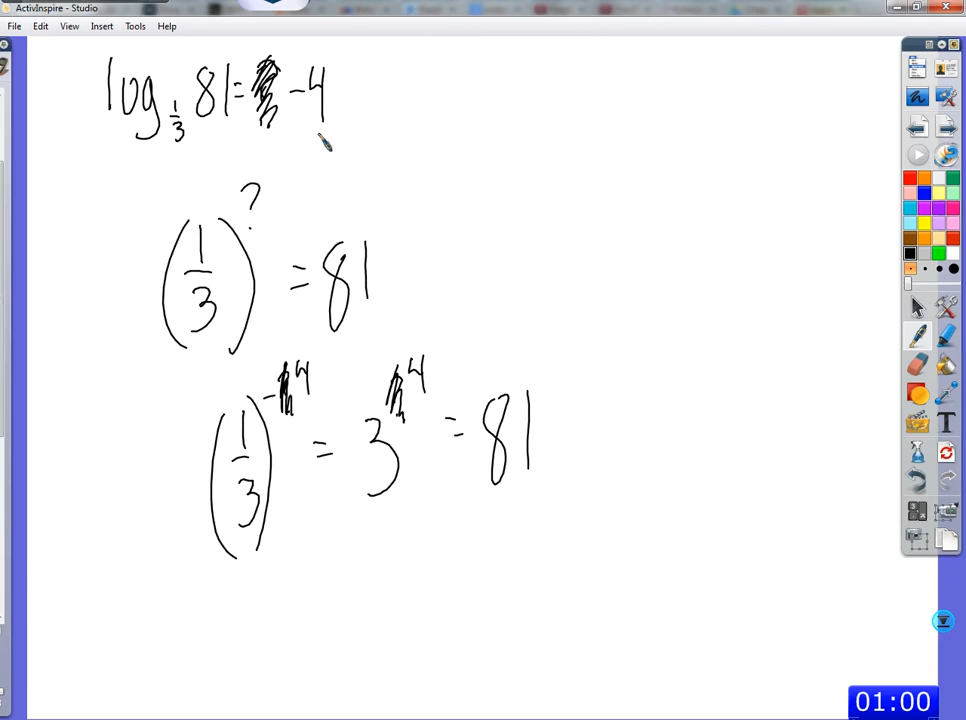 ActivInspire - Studio
File Edit View Insert Tools Help
log 1/3 81 = -4
(1/3)^? = 81
(1/3)^-4 = 3^4 = 81
01:00